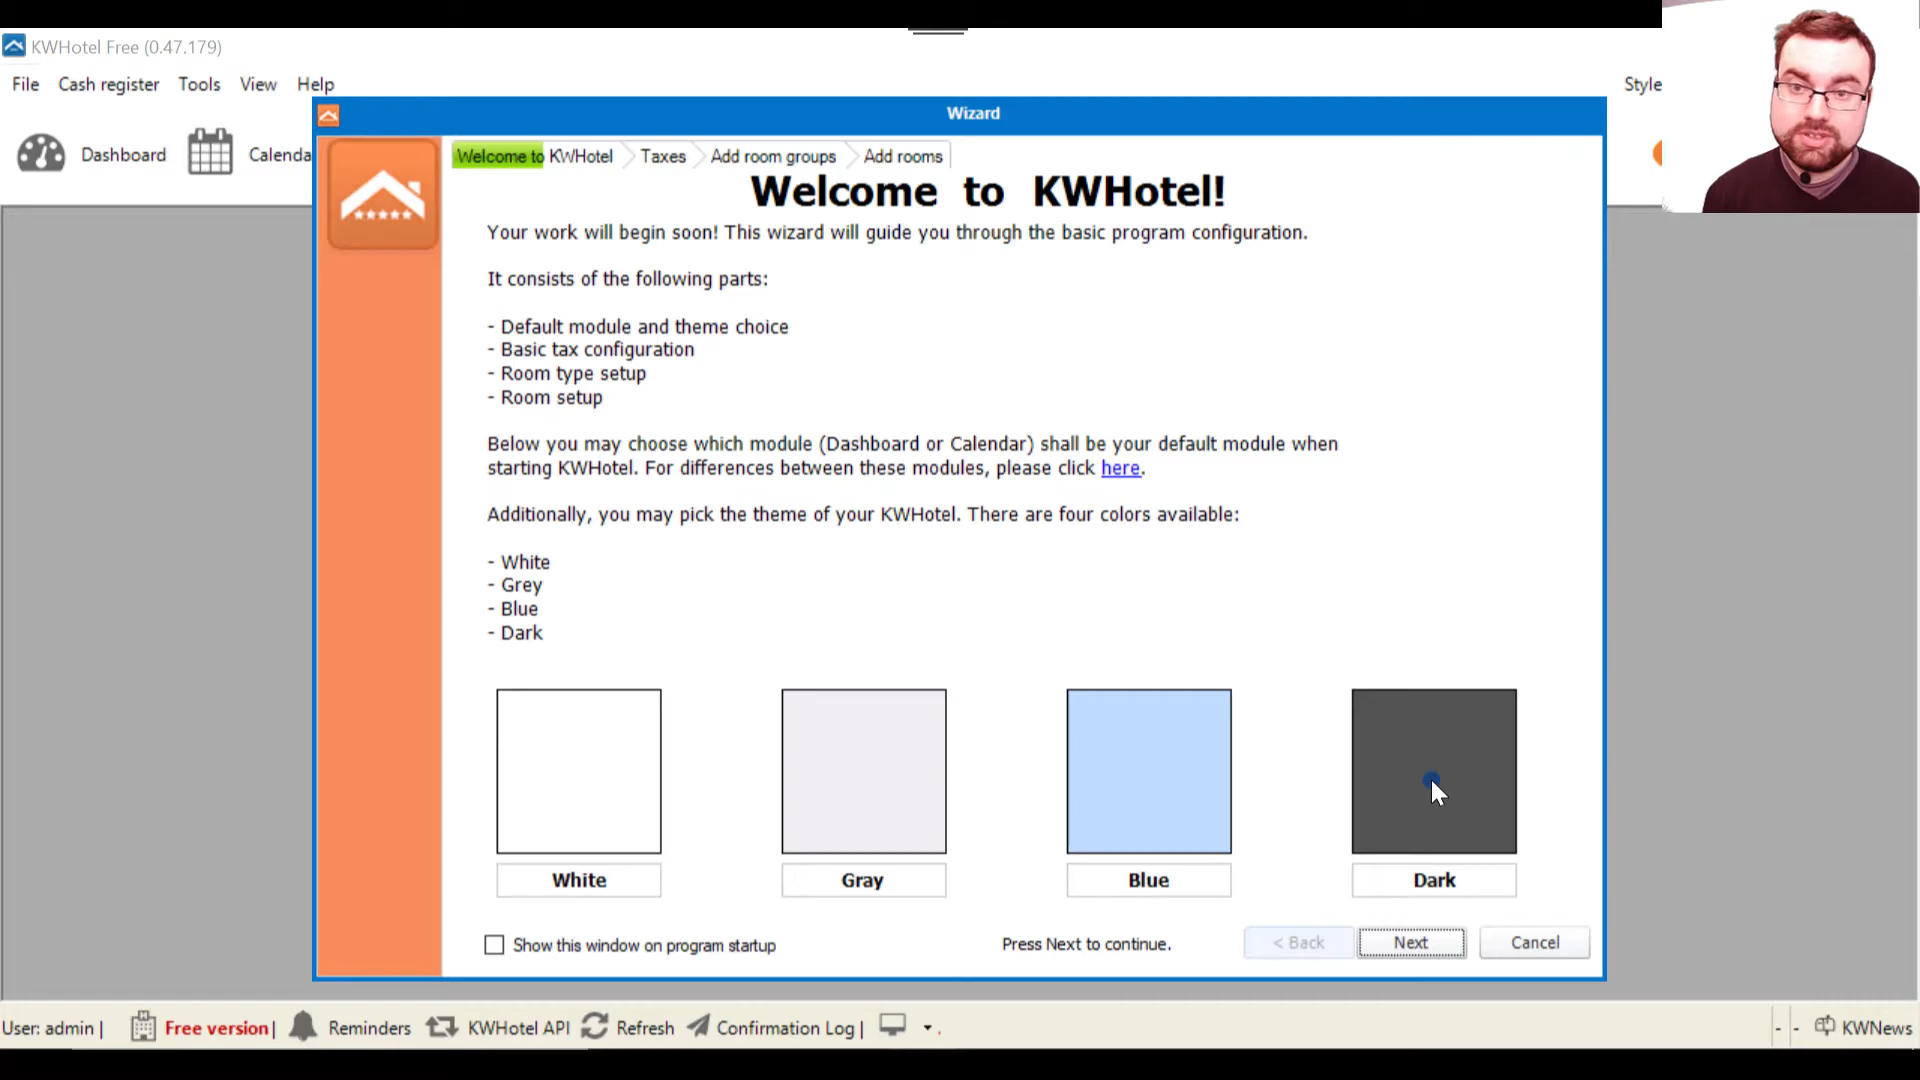 KWHotel Free (0.47.179)
File Cash register Tools View Help Style
Dashboard Calenda
Wizard
Welcome to KWHotel Taxes Add room groups Add rooms
Welcome to KWHotel!
Your work will begin soon! This wizard will guide you through the basic program configuration.
It consists of the following parts:
- Default module and theme choice
- Basic tax configuration
- Room type setup
- Room setup
Below you may choose which module (Dashboard or Calendar) shall be your default module when
starting KWHotel. For differences between these modules, please click here.
Additionally, you may pick the theme of your KWHotel. There are four colors available:
- White
- Grey
- Blue
- Dark
White Gray Blue Dark
Show this window on program startup Press Next to continue. < Back Next Cancel
User: admin | Free version | Reminders KWHotel API Refresh Confirmation Log | . - - KWNews